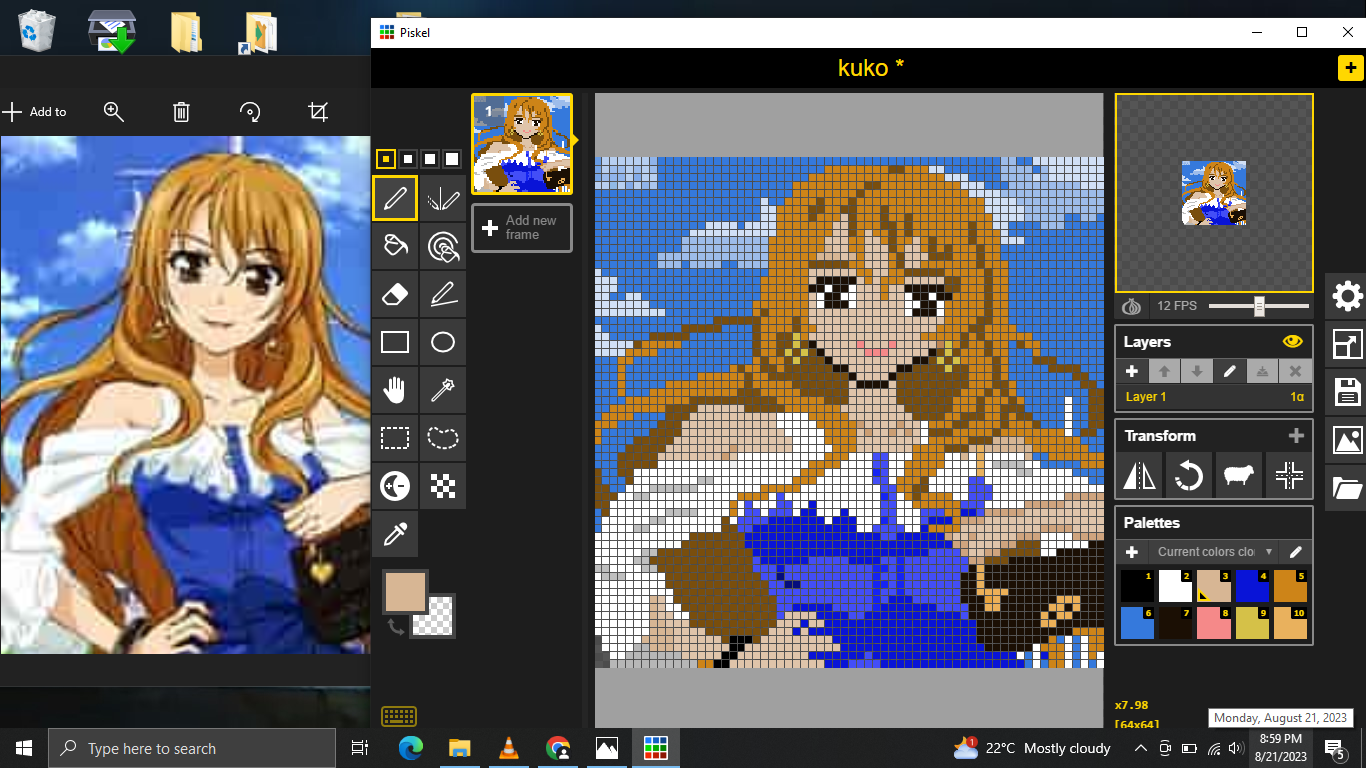 Piskel
kuko *
Add to
1
Add new
frame
12 FPS
Layers
Layer 1
1α
Transform
Palettes
Current colors clo
1 2 3 4 5
6 7 8 9 10
x7.98
[64x64]
Monday, August 21, 2023
Type here to search
1
22°C Mostly cloudy
8:59 PM
8/21/2023
5